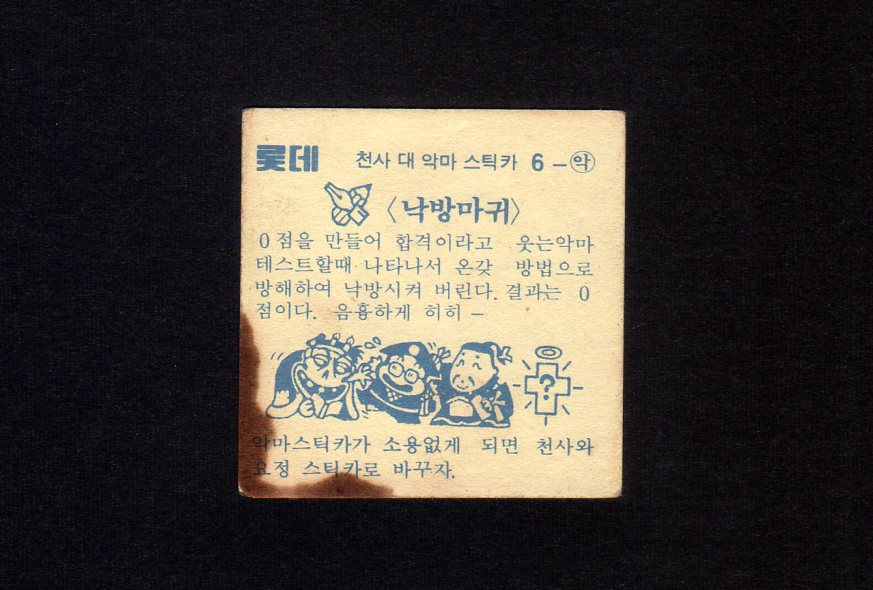 롯데 천사 대 악마 스틱카 6-악
〈낙방마귀〉
0점을 만들어 합격이라고 웃는악마
테스트할때 나타나서 온갖 방법으로
방해하여 낙방시켜 버린다. 결과는 0
점이다. 음흉하게 히히 -
?
악마스틱카가 소용없게 되면 천사와
요정 스틱카로 바꾸자.